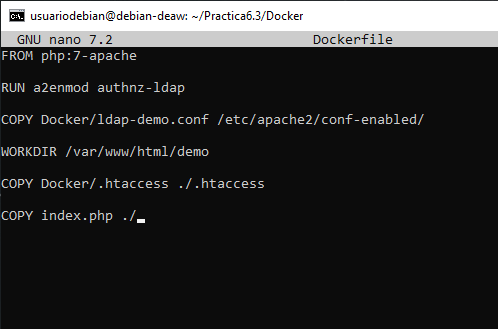 usuariodebian@debian-deaw: ~/Practica6.3/Docker
GNU nano 7.2 Dockerfile
FROM php:7-apache
RUN a2enmod authnz-ldap
COPY Docker/ldap-demo.conf /etc/apache2/conf-enabled/
WORKDIR /var/www/html/demo
COPY Docker/.htaccess ./.htaccess
COPY index.php ./